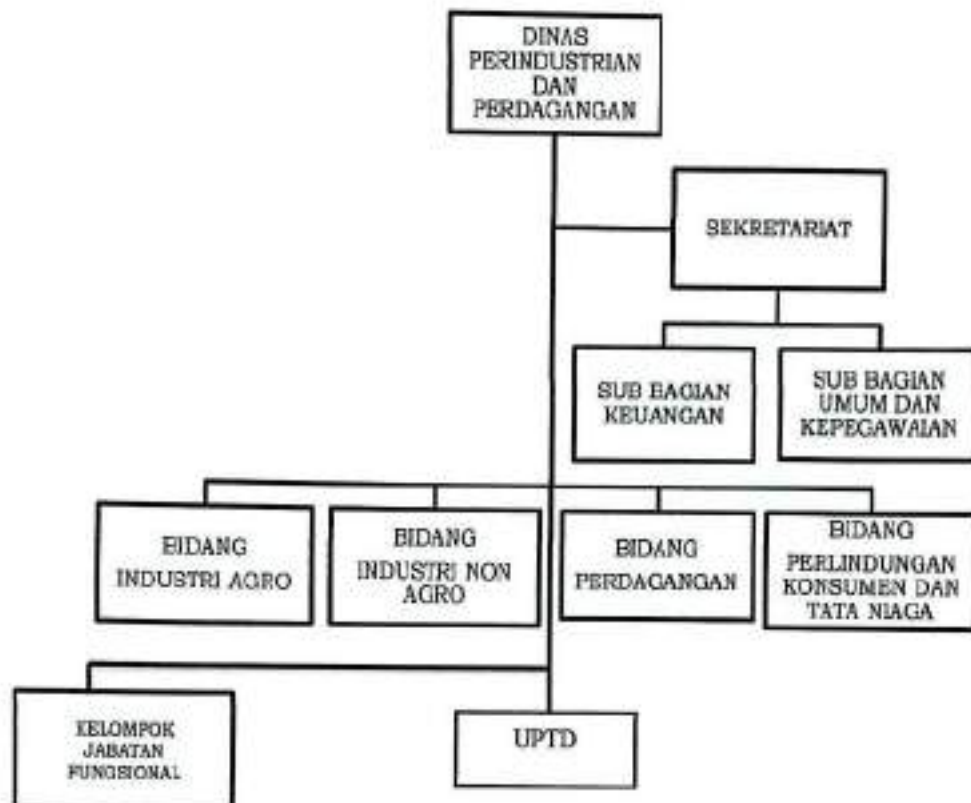 DINAS
PERINDUSTRIAN
DAN
PERDAGANGAN
SEKRETARIAT
SUB BAGIAN
KEUANGAN
SUB BAGIAN
UMUM DAN
KEPEGAWAIAN
BIDANG
INDUSTRI AGRO
BIDANG
INDUSTRI NON
AGRO
BIDANG
PERDAGANGAN
BIDANG
PERLINDUNGAN
KONSUMEN DAN
TATA NIAGA
KELOMPOK
JABATAN
FUNGSIONAL
UPTD